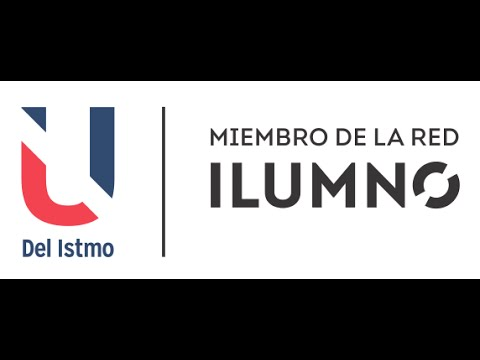 U
Del Istmo
MIEMBRO DE LA RED
ILUMNO